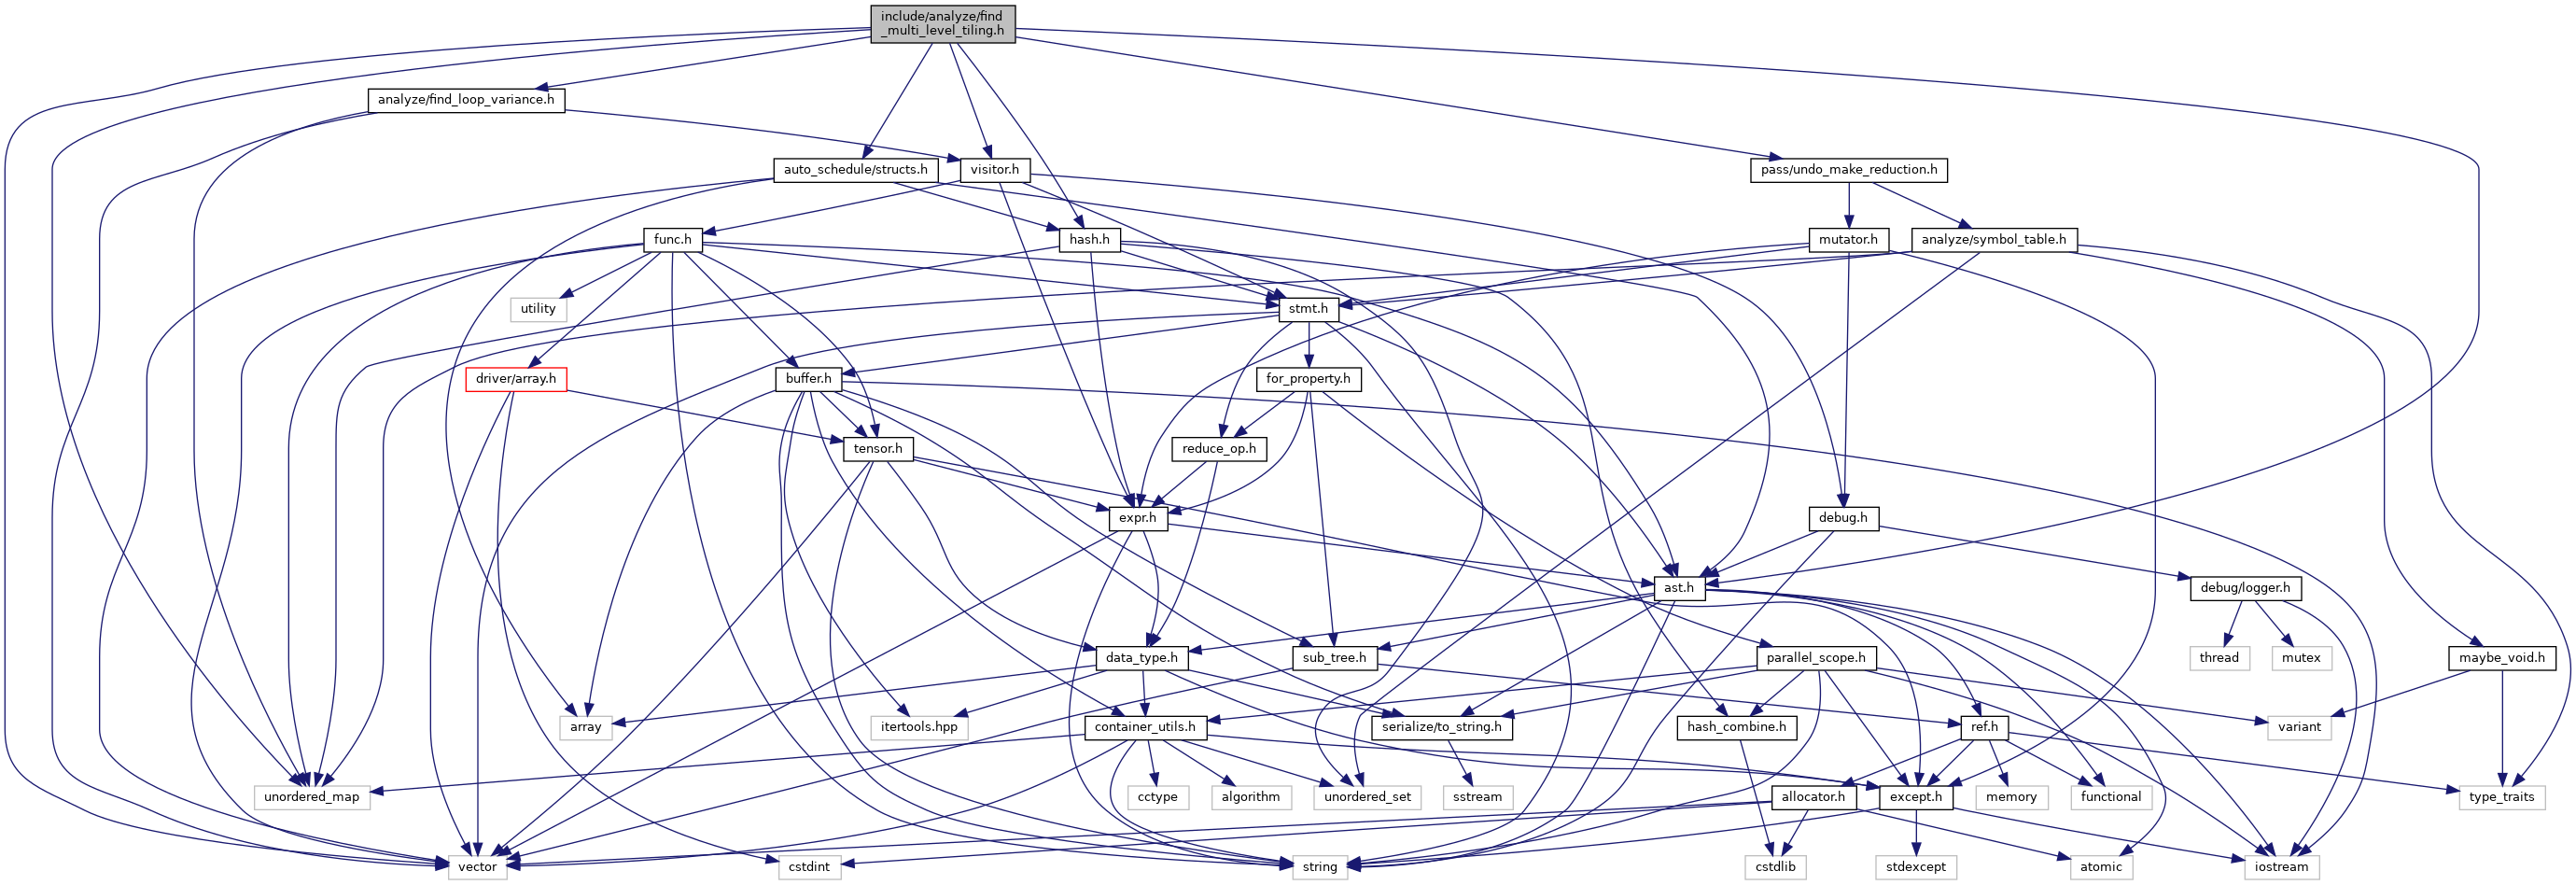 include/analyze/find
_multi_level_tiling.h
analyze/find_loop_variance.h
auto_schedule/structs.h
visitor.h
pass/undo_make_reduction.h
func.h
hash.h
mutator.h
analyze/symbol_table.h
utility
stmt.h
driver/array.h
buffer.h
for_property.h
tensor.h
reduce_op.h
expr.h
debug.h
ast.h
debug/logger.h
data_type.h
sub_tree.h
parallel_scope.h
thread
mutex
maybe_void.h
array
itertools.hpp
container_utils.h
serialize/to_string.h
hash_combine.h
ref.h
variant
unordered_map
cctype
algorithm
unordered_set
sstream
allocator.h
except.h
memory
functional
type_traits
vector
cstdint
string
cstdlib
stdexcept
atomic
iostream